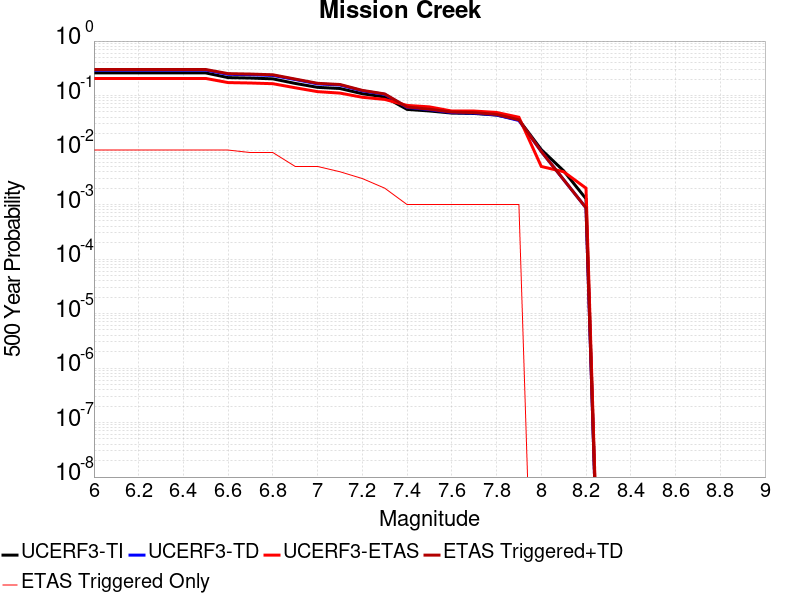 Mission Creek
500 Year Probability
10^0
10^-1
10^-2
10^-3
10^-4
10^-5
10^-6
10^-7
10^-8
6 6.2 6.4 6.6 6.8 7 7.2 7.4 7.6 7.8 8 8.2 8.4 8.6 8.8 9
Magnitude
UCERF3-TI UCERF3-TD UCERF3-ETAS ETAS Triggered+TD
ETAS Triggered Only